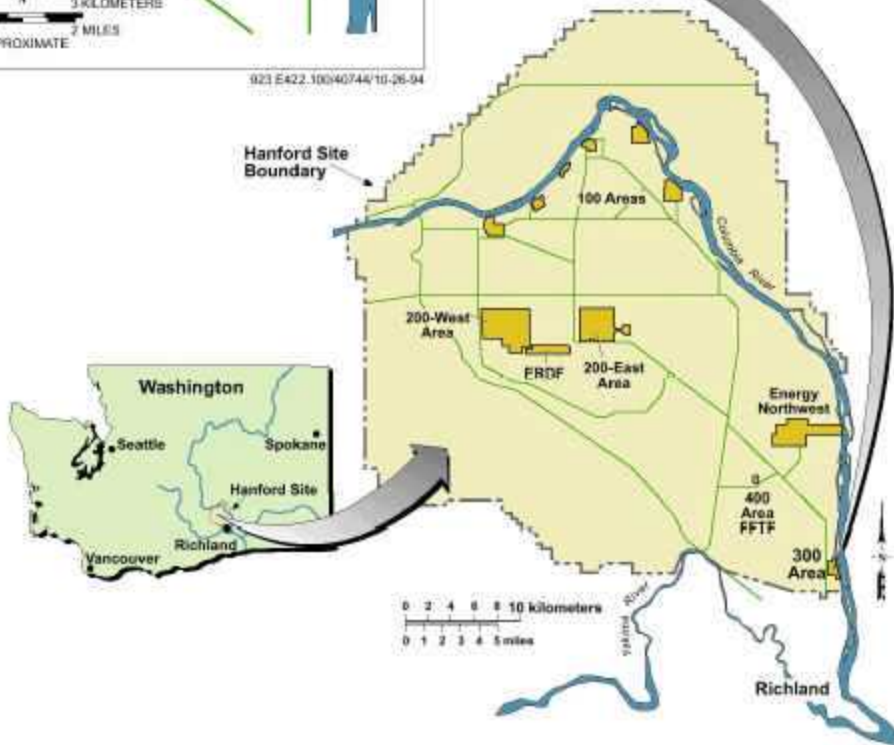 3 KILOMETERS
2 MILES
PROXIMATE
923 E422.100/40744/10-26-94
Hanford Site
Boundary
100 Areas
Columbia River
200-West
Area
ERDF
200-East
Area
Energy
Northwest
400
Area
FFTF
300
Area
Washington
Seattle
Spokane
Hanford Site
Richland
Vancouver
0 2 4 6 8 10 kilometers
0 1 2 3 4 5 miles
Yakima River
Richland